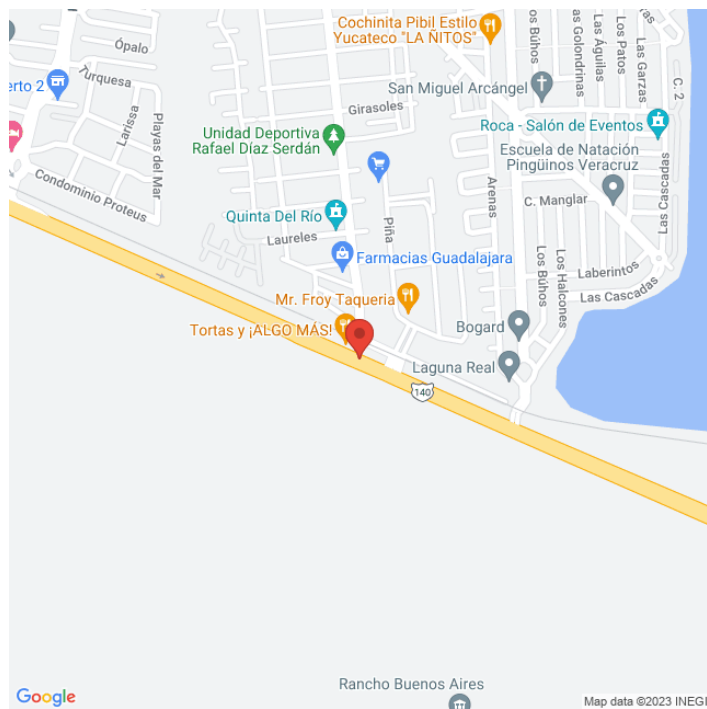 Cochinita Pibil Estilo
Yucateco "LA ÑITOS"
Ópalo
Turquesa
erto 2
Larissa
Playas del Mar
Condominio Proteus
Girasoles
Unidad Deportiva
Rafael Díaz Serdán
Quinta Del Río
Laureles
Piña
Farmacias Guadalajara
Mr. Froy Taqueria
Tortas y ¡ALGO MÁS!
San Miguel Arcángel
Los Búhos
Las Golondrinas
Las Águilas
Los Patos
Las Garzas
C. 2
Roca - Salón de Eventos
Escuela de Natación
Pingüinos Veracruz
Las Cascadas
Arenas
C. Manglar
Los Búhos
Los Halcones
Laberintos
Las Cascadas
Bogard
Laguna Real
140
Rancho Buenos Aires
Google
Map data ©2023 INEGI